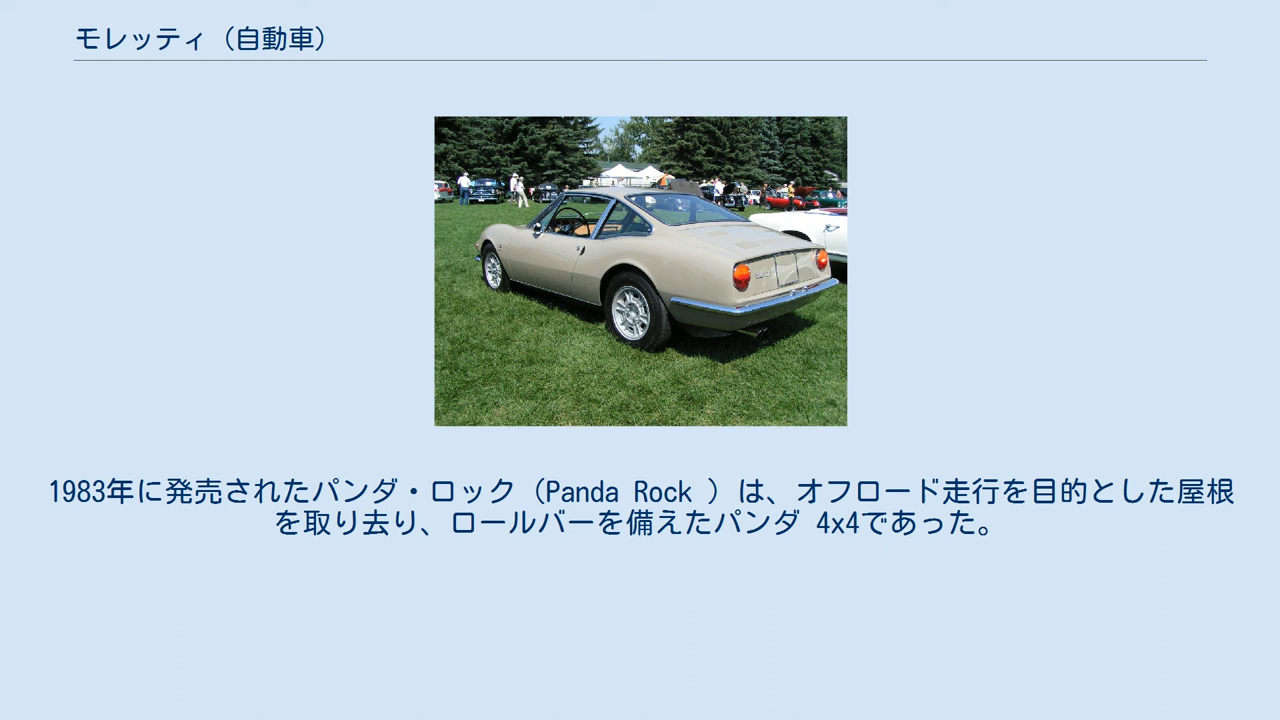 モレッティ（自動車）
1983年に発売されたパンダ・ロック（Panda Rock ）は、オフロード走行を目的とした屋根
を取り去り、ロールバーを備えたパンダ 4x4であった。